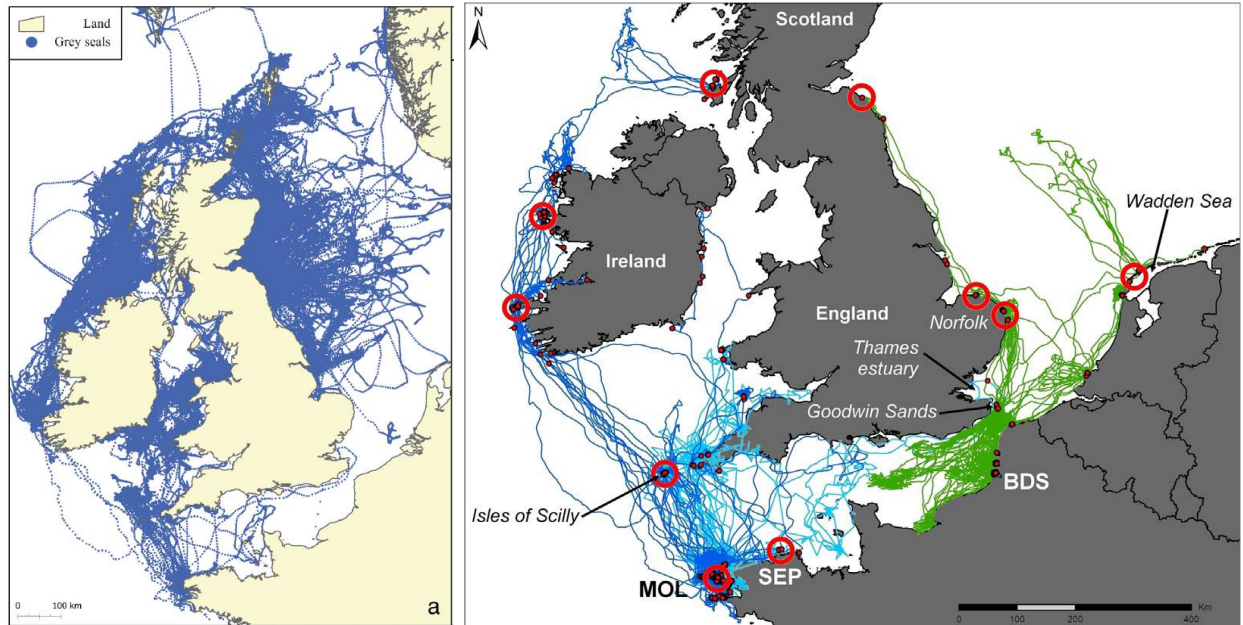 Land
Grey seals
0
100 km
a
N
Scotland
Ireland
England
Wadden Sea
Norfolk
Thames
estuary
Goodwin Sands
Isles of Scilly
BDS
MOL
SEP
Km
0
100
200
400